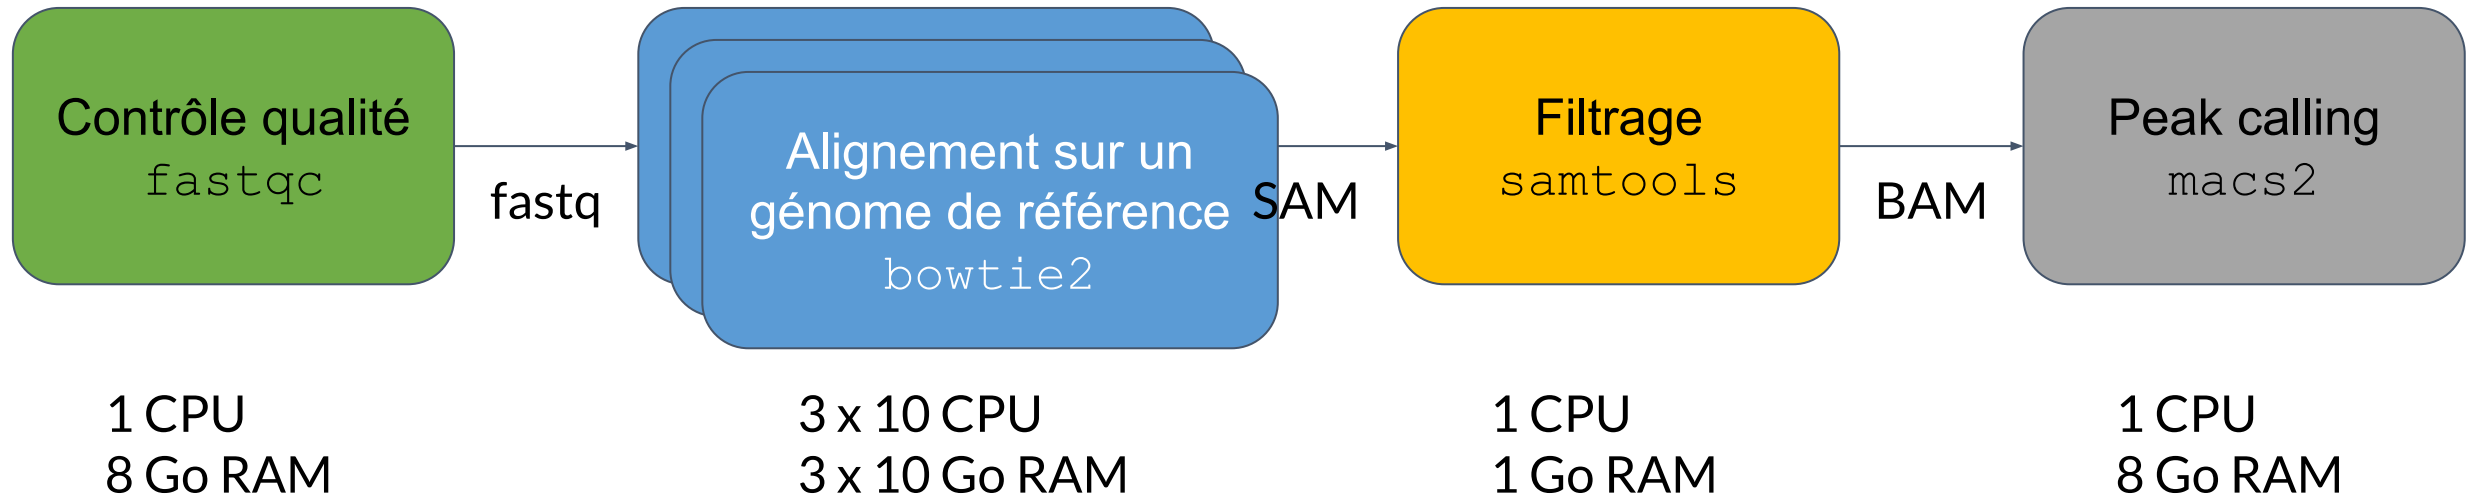 Contrôle qualité
fastqc
fastq
Alignement sur un
génome de référence
bowtie2
SAM
Filtrage
samtools
BAM
Peak calling
macs2
1 CPU
8 Go RAM
3 x 10 CPU
3 x 10 Go RAM
1 CPU
1 Go RAM
1 CPU
8 Go RAM